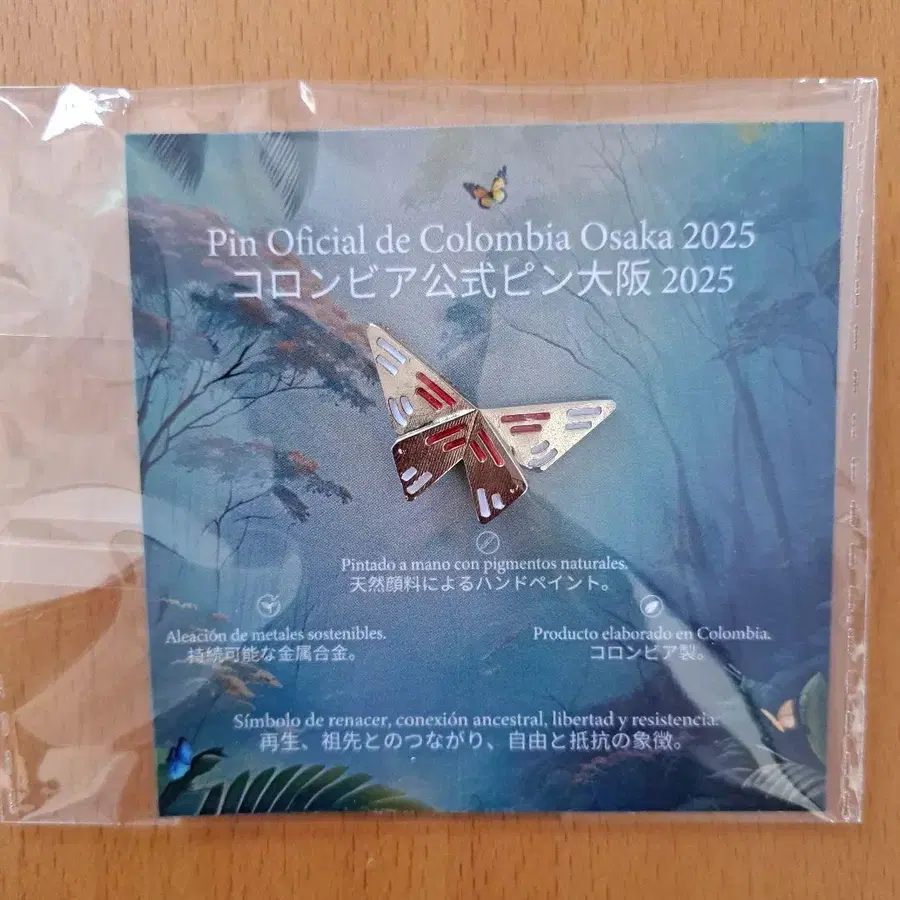 Pin Oficial de Colombia Osaka 2025
コロンビア公式ピン大阪 2025
Pintado a mano con pigmentos naturales.
天然顔料によるハンドペイント。
Aleación de metales sostenibles.
持続可能な金属合金。
Producto elaborado en Colombia.
コロンビア製。
Símbolo de renacer, conexión ancestral, libertad y resistencia.
再生、祖先とのつながり、自由と抵抗の象徴。